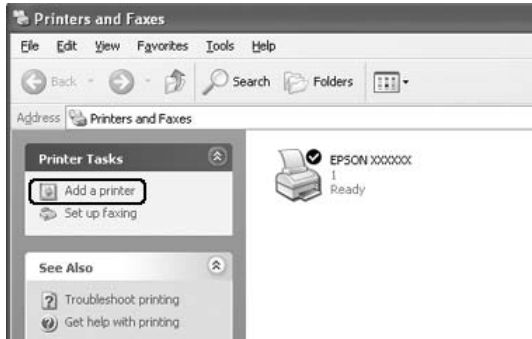 Printers and Faxes
File Edit View Favorites Tools Help
Back Search Folders
Address Printers and Faxes
Printer Tasks
Add a printer
Set up faxing
See Also
Troubleshoot printing
Get help with printing
EPSON XXXXXX
1
Ready